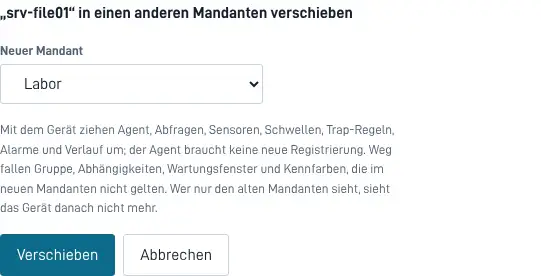 „srv-file01“ in einen anderen Mandanten verschieben
Neuer Mandant
Labor
Mit dem Gerät ziehen Agent, Abfragen, Sensoren, Schwellen, Trap-Regeln,
Alarme und Verlauf um; der Agent braucht keine neue Registrierung. Weg
fallen Gruppe, Abhängigkeiten, Wartungsfenster und Kennfarben, die im
neuen Mandanten nicht gelten. Wer nur den alten Mandanten sieht, sieht
das Gerät danach nicht mehr.
Verschieben Abbrechen